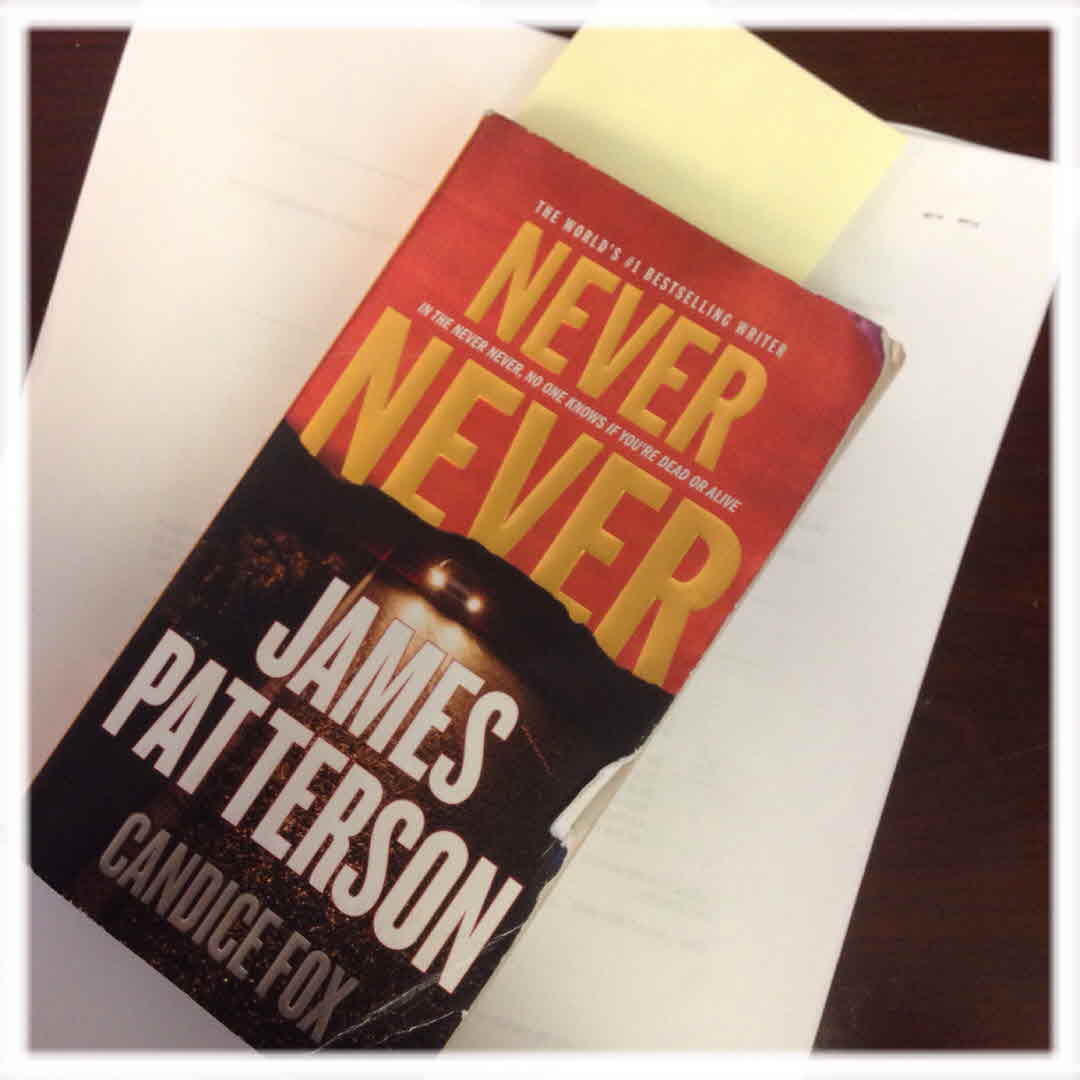 THE WORLD'S #1 BESTSELLING WRITER
NEVER
IN THE NEVER NEVER, NO ONE KNOWS IF YOU'RE DEAD OR ALIVE
NEVER
JAMES
PATTERSON
CANDICE FOX